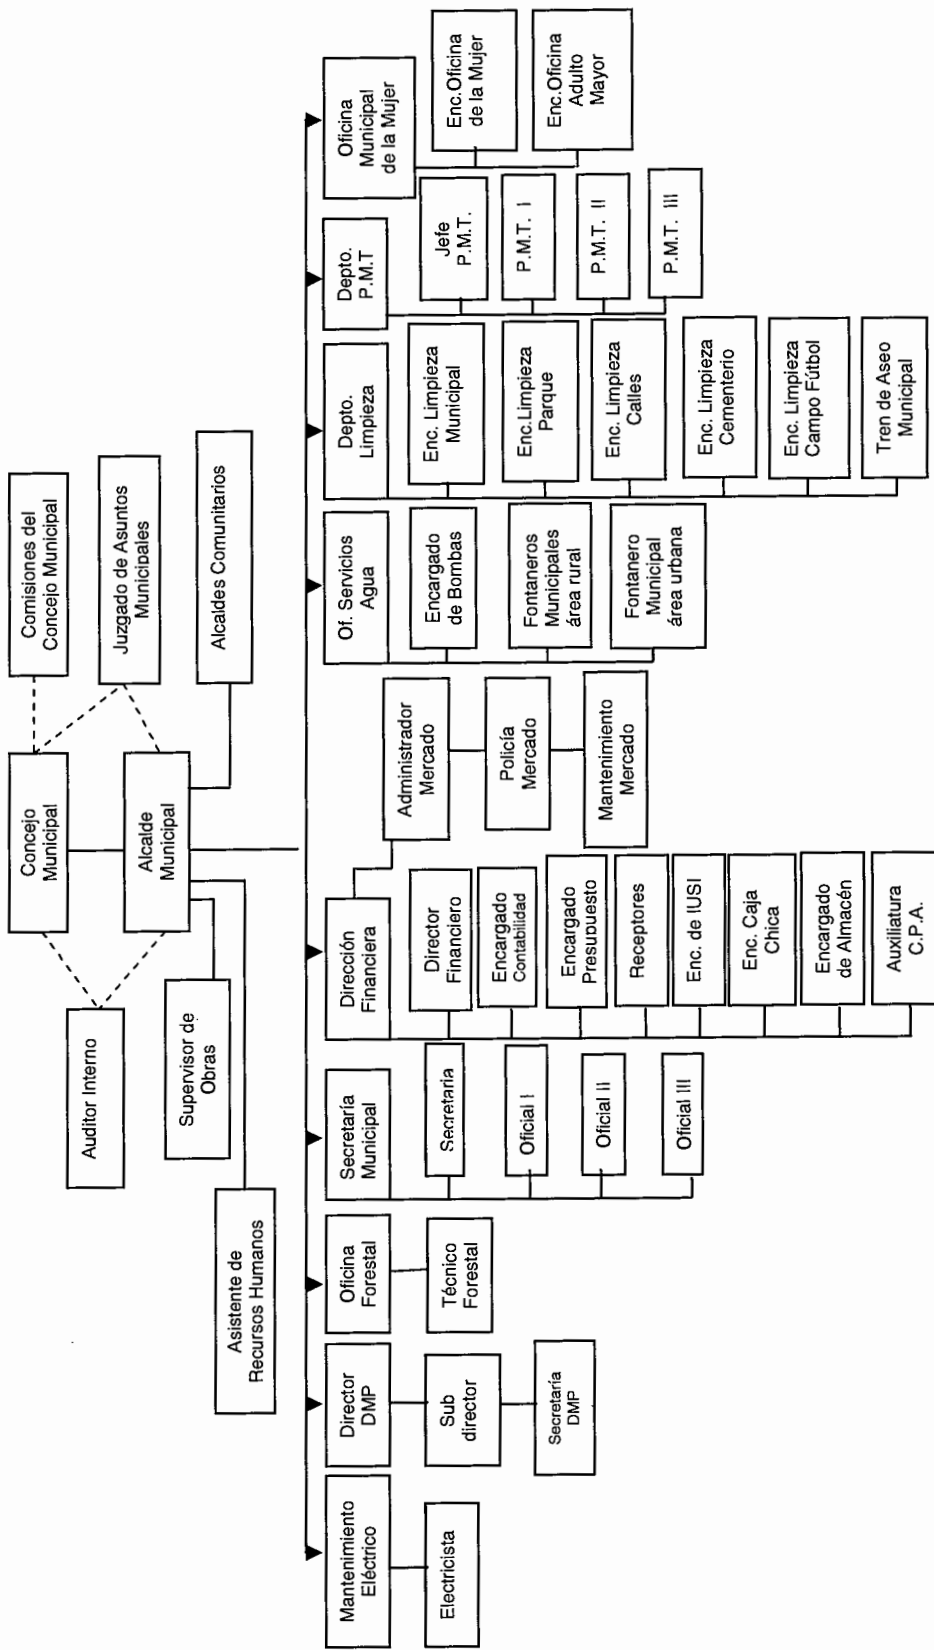 Comisiones del
Concejo Municipal
Concejo
Municipal
Juzgado de Asuntos
Municipales
Auditor Interno
Alcalde
Municipal
Alcaldes Comunitarios
Supervisor de
Obras
Asistente de
Recursos Humanos
Mantenimiento
Eléctrico
Electricista
Director
DMP
Sub
director
Secretaría
DMP
Oficina
Forestal
Técnico
Forestal
Secretaría
Municipal
Secretaria
Oficial I
Oficial II
Oficial III
Dirección
Financiera
Director
Financiero
Encargado
Contabilidad
Encargado
Presupuesto
Receptores
Enc. de IUSI
Enc. Caja
Chica
Encargado
de Almacén
Auxiliatura
C.P.A.
Administrador
Mercado
Policía
Mercado
Mantenimiento
Mercado
Of. Servicios
Agua
Encargado
de Bombas
Fontaneros
Municipales
área rural
Fontanero
Municipal
área urbana
Depto.
Limpieza
Enc. Limpieza
Municipal
Enc.Limpieza
Parque
Enc. Limpieza
Calles
Enc. Limpieza
Cementerio
Enc. Limpieza
Campo Fútbol
Tren de Aseo
Municipal
Depto.
P.M.T
Jefe
P.M.T.
P.M.T. I
P.M.T. II
P.M.T. III
Oficina
Municipal
de la Mujer
Enc.Oficina
de la Mujer
Enc.Oficina
Adulto
Mayor